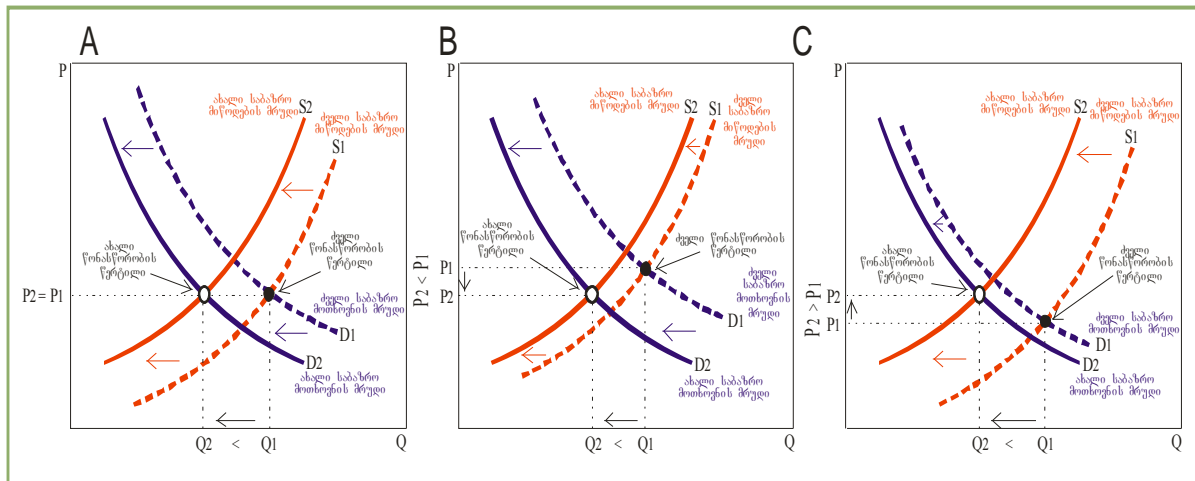 A
P
ახალი საბაზრო
მიწოდების მრუდი
S2
ძველი საბაზრო
მიწოდების მრუდი
S1
ახალი
წონასწორობის
წერტილი
ძველი
წონასწორობის
წერტილი
P2 = P1
ძველი საბაზრო
მოთხოვნის მრუდი
D1
D2
ახალი საბაზრო
მოთხოვნის მრუდი
Q2 < Q1 Q
B
P
ახალი საბაზრო
მიწოდების მრუდი
S2
S1
ძველი
საბაზრო
მიწოდების
მრუდი
ახალი
წონასწორობის
წერტილი
ძველი წონასწორობის
წერტილი
P2 < P1
P1
P2
ძველი
საბაზრო
მოთხოვნის
მრუდი
D1
D2
ახალი საბაზრო
მოთხოვნის მრუდი
Q2 < Q1 Q
C
P
ახალი საბაზრო
მიწოდების მრუდი
S2
ძველი საბაზრო
მიწოდების მრუდი
S1
ახალი
წონასწორობის
წერტილი
ძველი
წონასწორობის
წერტილი
P2 > P1
P2
P1
ძველი საბაზრო
მოთხოვნის მრუდი
D1
D2
ახალი საბაზრო
მოთხოვნის მრუდი
Q2 < Q1 Q